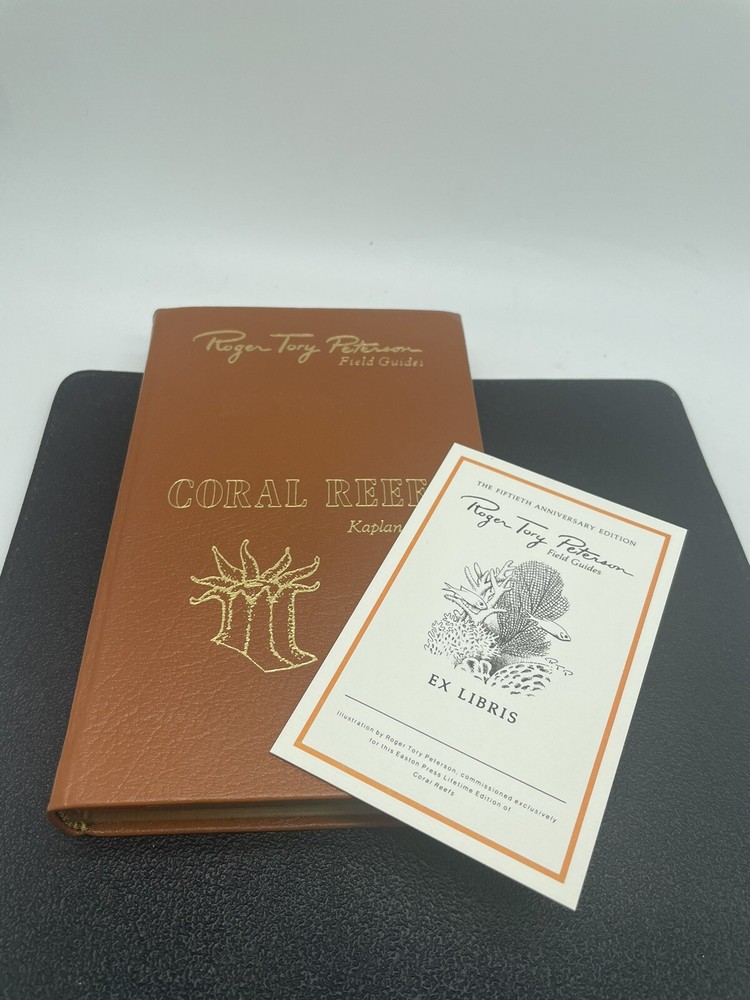 Roger Tory Peterson
Field Guides
CORAL REEF
Kaplan
THE FIFTIETH ANNIVERSARY EDITION
Roger Tory Peterson
Field Guides
RTP
EX LIBRIS
Illustration by Roger Tory Peterson, commissioned exclusively
for this Easton Press Lifetime Edition of
Coral Reefs